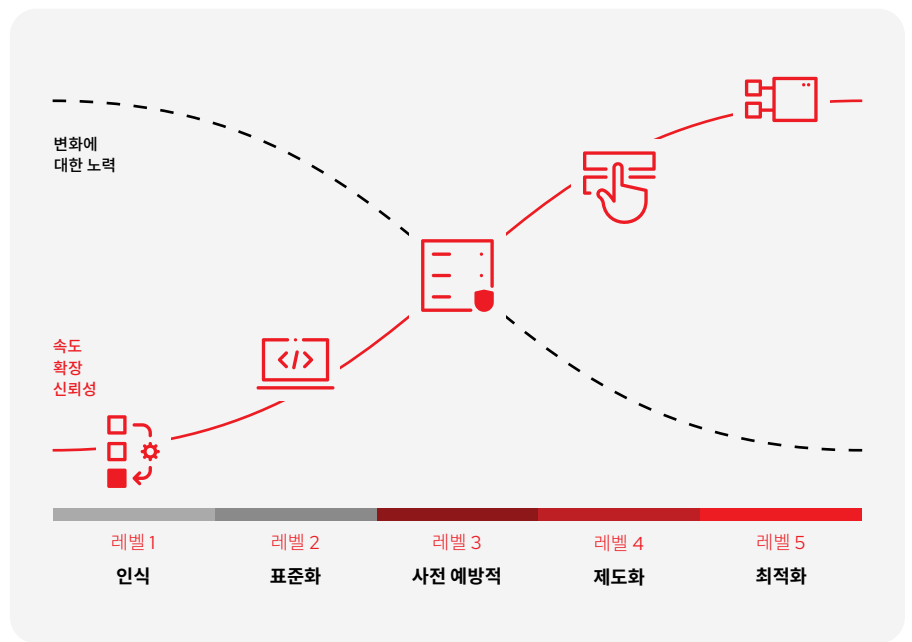 변화에
대한 노력
속도
확장
신뢰성
레벨 1
레벨 2
레벨 3
레벨 4
레벨 5
인식
표준화
사전 예방적
제도화
최적화